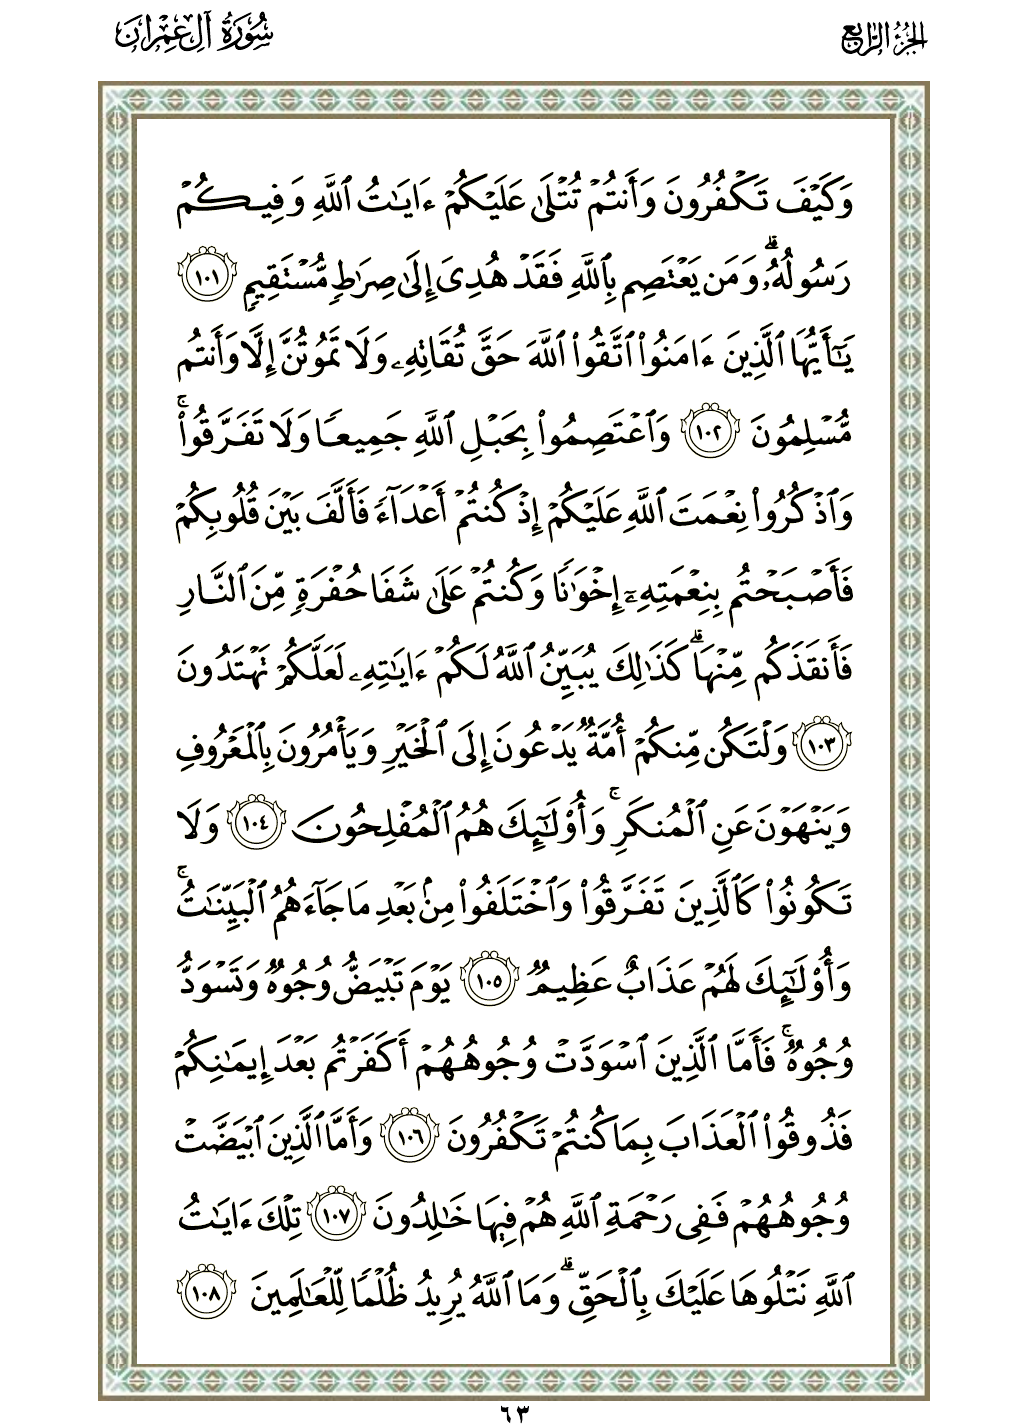 الجزء الرابع
سورة آل عمران
وَكَيْفَ تَكْفُرُونَ وَأَنتُمْ تُتْلَىٰ عَلَيْكُمْ ءَايَٰتُ ٱللَّهِ وَفِيكُمْ
رَسُولُهُۥ ۗ وَمَن يَعْتَصِم بِٱللَّهِ فَقَدْ هُدِىَ إِلَىٰ صِرَٰطٍ مُّسْتَقِيمٍ ١٠١
يَٰٓأَيُّهَا ٱلَّذِينَ ءَامَنُوا۟ ٱتَّقُوا۟ ٱللَّهَ حَقَّ تُقَاتِهِۦ وَلَا تَمُوتُنَّ إِلَّا وَأَنتُم
مُّسْلِمُونَ ١٠٢ وَٱعْتَصِمُوا۟ بِحَبْلِ ٱللَّهِ جَمِيعًا وَلَا تَفَرَّقُوا۟ ۚ
وَٱذْكُرُوا۟ نِعْمَتَ ٱللَّهِ عَلَيْكُمْ إِذْ كُنتُمْ أَعْدَآءً فَأَلَّفَ بَيْنَ قُلُوبِكُمْ
فَأَصْبَحْتُم بِنِعْمَتِهِۦٓ إِخْوَٰنًا وَكُنتُمْ عَلَىٰ شَفَا حُفْرَةٍ مِّنَ ٱلنَّارِ
فَأَنقَذَكُم مِّنْهَا ۗ كَذَٰلِكَ يُبَيِّنُ ٱللَّهُ لَكُمْ ءَايَٰتِهِۦ لَعَلَّكُمْ تَهْتَدُونَ
١٠٣ وَلْتَكُن مِّنكُمْ أُمَّةٌ يَدْعُونَ إِلَى ٱلْخَيْرِ وَيَأْمُرُونَ بِٱلْمَعْرُوفِ
وَيَنْهَوْنَ عَنِ ٱلْمُنكَرِ ۚ وَأُو۟لَٰٓئِكَ هُمُ ٱلْمُفْلِحُونَ ١٠٤ وَلَا
تَكُونُوا۟ كَٱلَّذِينَ تَفَرَّقُوا۟ وَٱخْتَلَفُوا۟ مِنۢ بَعْدِ مَا جَآءَهُمُ ٱلْبَيِّنَٰتُ ۚ
وَأُو۟لَٰٓئِكَ لَهُمْ عَذَابٌ عَظِيمٌ ١٠٥ يَوْمَ تَبْيَضُّ وُجُوهٌ وَتَسْوَدُّ
وُجُوهٌ ۚ فَأَمَّا ٱلَّذِينَ ٱسْوَدَّتْ وُجُوهُهُمْ أَكَفَرْتُم بَعْدَ إِيمَٰنِكُمْ
فَذُوقُوا۟ ٱلْعَذَابَ بِمَا كُنتُمْ تَكْفُرُونَ ١٠٦ وَأَمَّا ٱلَّذِينَ ٱبْيَضَّتْ
وُجُوهُهُمْ فَفِى رَحْمَةِ ٱللَّهِ هُمْ فِيهَا خَٰلِدُونَ ١٠٧ تِلْكَ ءَايَٰتُ
ٱللَّهِ نَتْلُوهَا عَلَيْكَ بِٱلْحَقِّ ۗ وَمَا ٱللَّهُ يُرِيدُ ظُلْمًا لِّلْعَٰلَمِينَ ١٠٨
٦٣